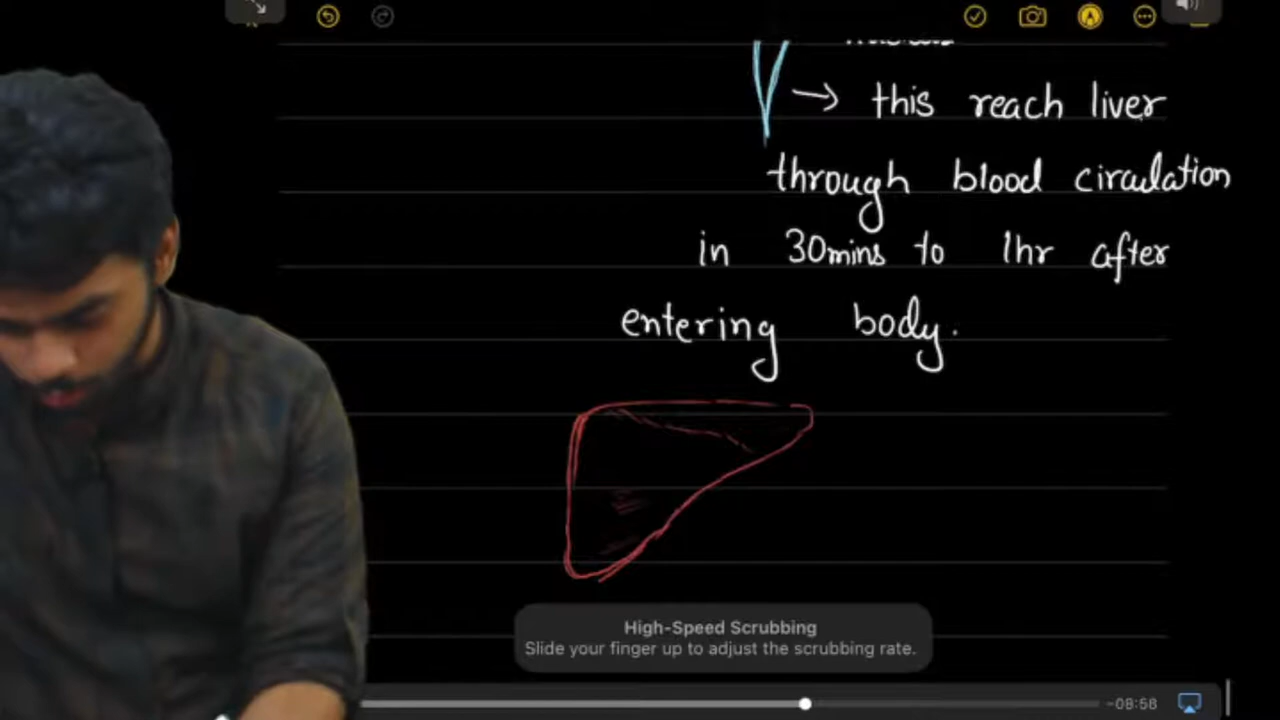 → this reach liver
through blood circulation
in 30mins to 1hr after
entering body.
High-Speed Scrubbing
Slide your finger up to adjust the scrubbing rate.
-08:58